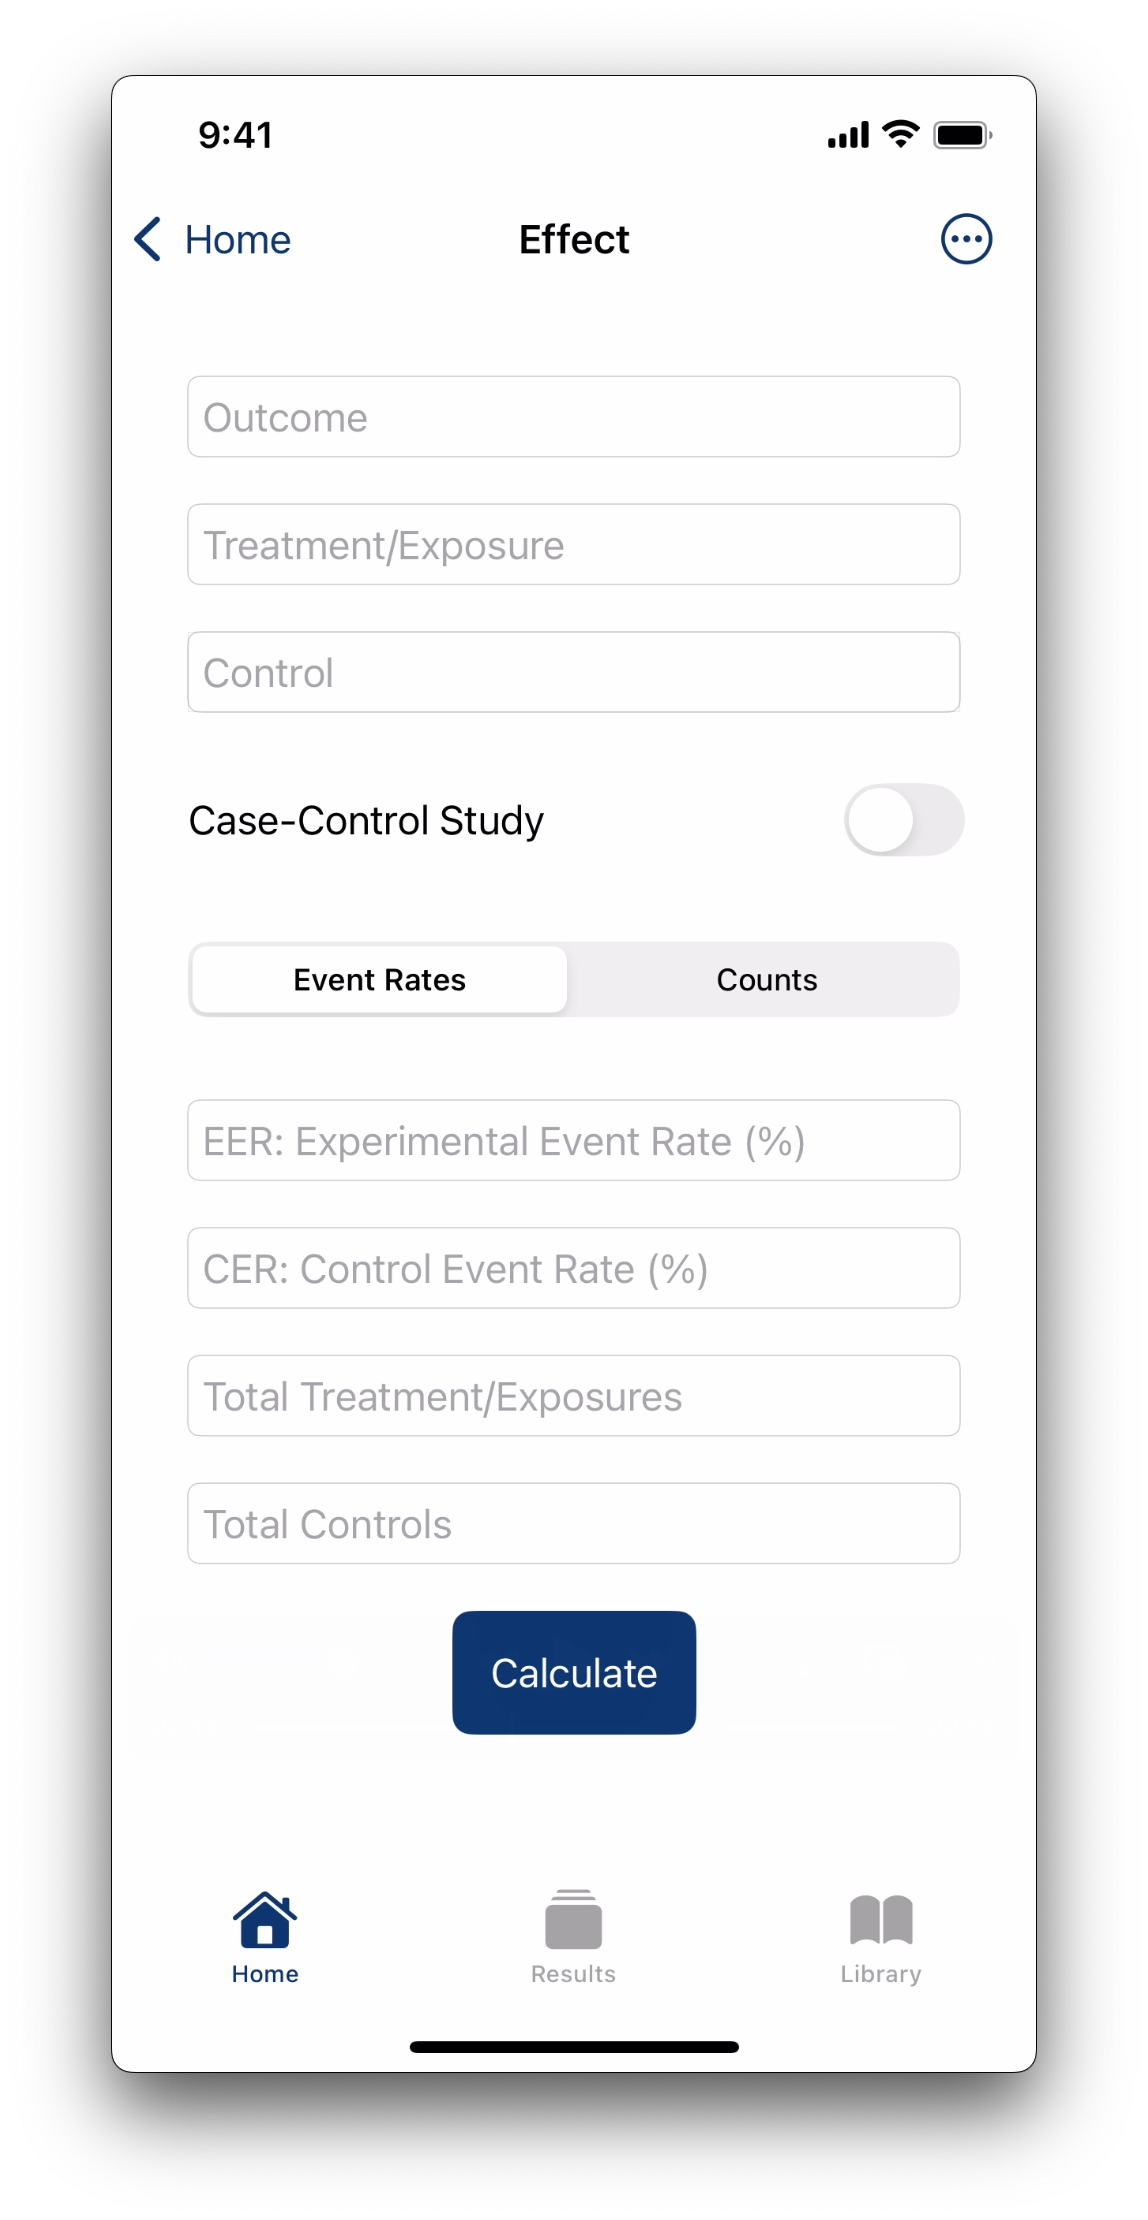 9:41
Home
Effect
Outcome
Treatment/Exposure
Control
Case-Control Study
Event Rates
Counts
EER: Experimental Event Rate (%)
CER: Control Event Rate (%)
Total Treatment/Exposures
Total Controls
Calculate
Home
Results
Library